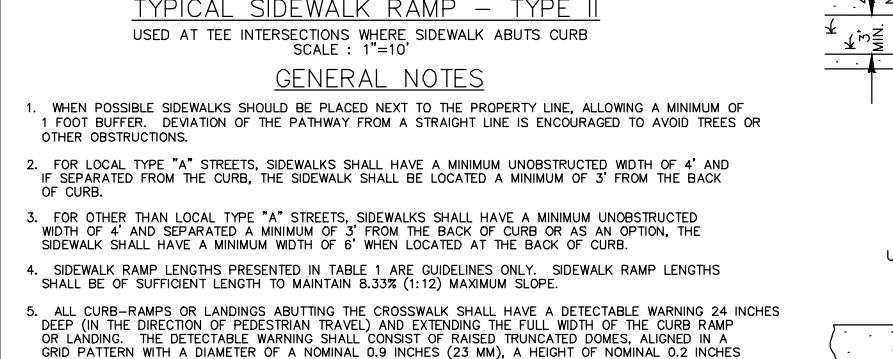 TYPICAL SIDEWALK RAMP – TYPE II
USED AT TEE INTERSECTIONS WHERE SIDEWALK ABUTS CURB
SCALE : 1"=10'
GENERAL NOTES
1. WHEN POSSIBLE SIDEWALKS SHOULD BE PLACED NEXT TO THE PROPERTY LINE, ALLOWING A MINIMUM OF
1 FOOT BUFFER. DEVIATION OF THE PATHWAY FROM A STRAIGHT LINE IS ENCOURAGED TO AVOID TREES OR
OTHER OBSTRUCTIONS.
2. FOR LOCAL TYPE "A" STREETS, SIDEWALKS SHALL HAVE A MINIMUM UNOBSTRUCTED WIDTH OF 4' AND
IF SEPARATED FROM THE CURB, THE SIDEWALK SHALL BE LOCATED A MINIMUM OF 3' FROM THE BACK
OF CURB.
3. FOR OTHER THAN LOCAL TYPE "A" STREETS, SIDEWALKS SHALL HAVE A MINIMUM UNOBSTRUCTED
WIDTH OF 4' AND SEPARATED A MINIMUM OF 3' FROM THE BACK OF CURB OR AS AN OPTION, THE
SIDEWALK SHALL HAVE A MINIMUM WIDTH OF 6' WHEN LOCATED AT THE BACK OF CURB.
4. SIDEWALK RAMP LENGTHS PRESENTED IN TABLE 1 ARE GUIDELINES ONLY. SIDEWALK RAMP LENGTHS
SHALL BE OF SUFFICIENT LENGTH TO MAINTAIN 8.33% (1:12) MAXIMUM SLOPE.
5. ALL CURB–RAMPS OR LANDINGS ABUTTING THE CROSSWALK SHALL HAVE A DETECTABLE WARNING 24 INCHES
DEEP (IN THE DIRECTION OF PEDESTRIAN TRAVEL) AND EXTENDING THE FULL WIDTH OF THE CURB RAMP
OR LANDING. THE DETECTABLE WARNING SHALL CONSIST OF RAISED TRUNCATED DOMES, ALIGNED IN A
GRID PATTERN WITH A DIAMETER OF A NOMINAL 0.9 INCHES (23 MM), A HEIGHT OF NOMINAL 0.2 INCHES
3'
MIN.